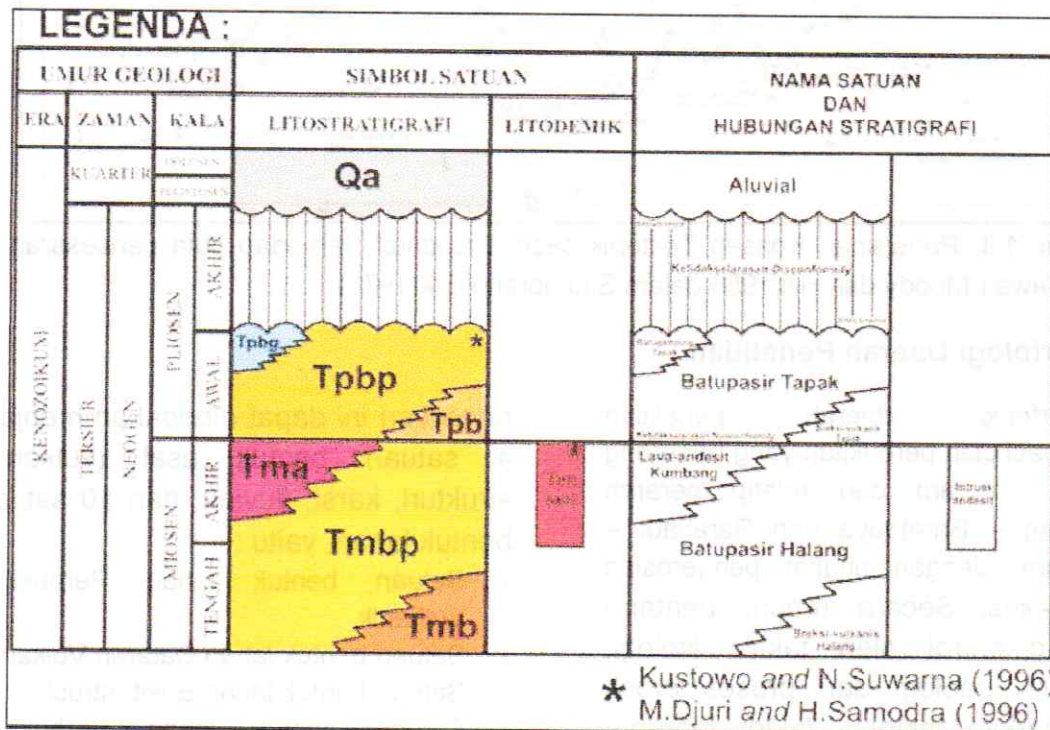 LEGENDA :
UMUR GEOLOGI
SIMBOL SATUAN
NAMA SATUAN
DAN
HUBUNGAN STRATIGRAFI
ERA
ZAMAN
KALA
LITOSTRATIGRAFI
LITODEMIK
KENOZOIKUM
KUARTER
TERSIER
NEOGEN
PLIOSEN
AKHIR
AWAL
MIOSEN
AKHIR
TENGAH
Qa
Tpbg
*
Tpbp
Tpb
Tma
Tmbp
Tmb
Aluvial
Ketidakselarasan Disconformity
Batupasir Tapak
Lava-andesit
Kumbang
Batupasir Halang
Breksi-vulkanik
Halang
Intrusi
andesit
* Kustowo and N.Suwarna (1996)
M.Djuri and H.Samodra (1996)